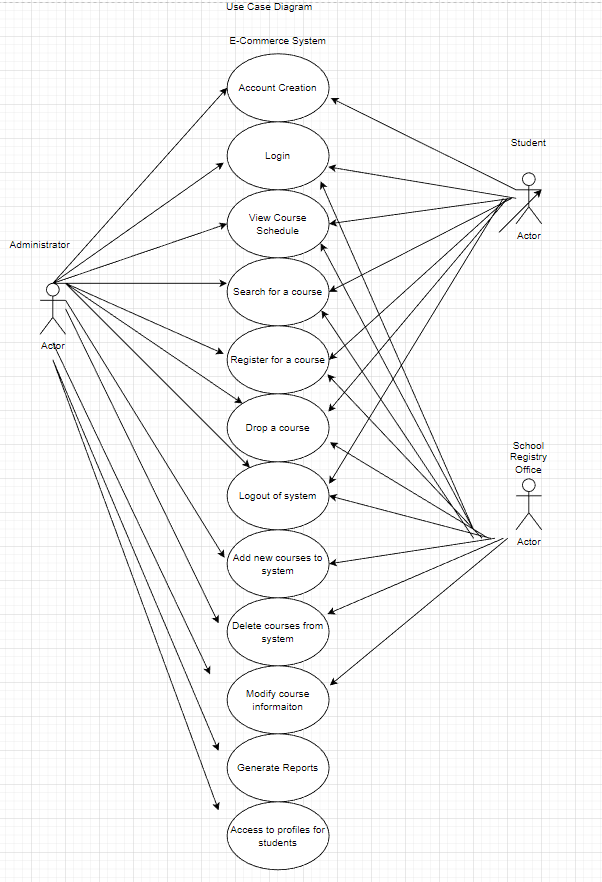 Use Case Diagram
E-Commerce System
Account Creation
Login
Student
Actor
View Course
Schedule
Administrator
Actor
Search for a course
Register for a course
Drop a course
School
Registry
Office
Actor
Logout of system
Add new courses to
system
Delete courses from
system
Modify course
informaiton
Generate Reports
Access to profiles for
students